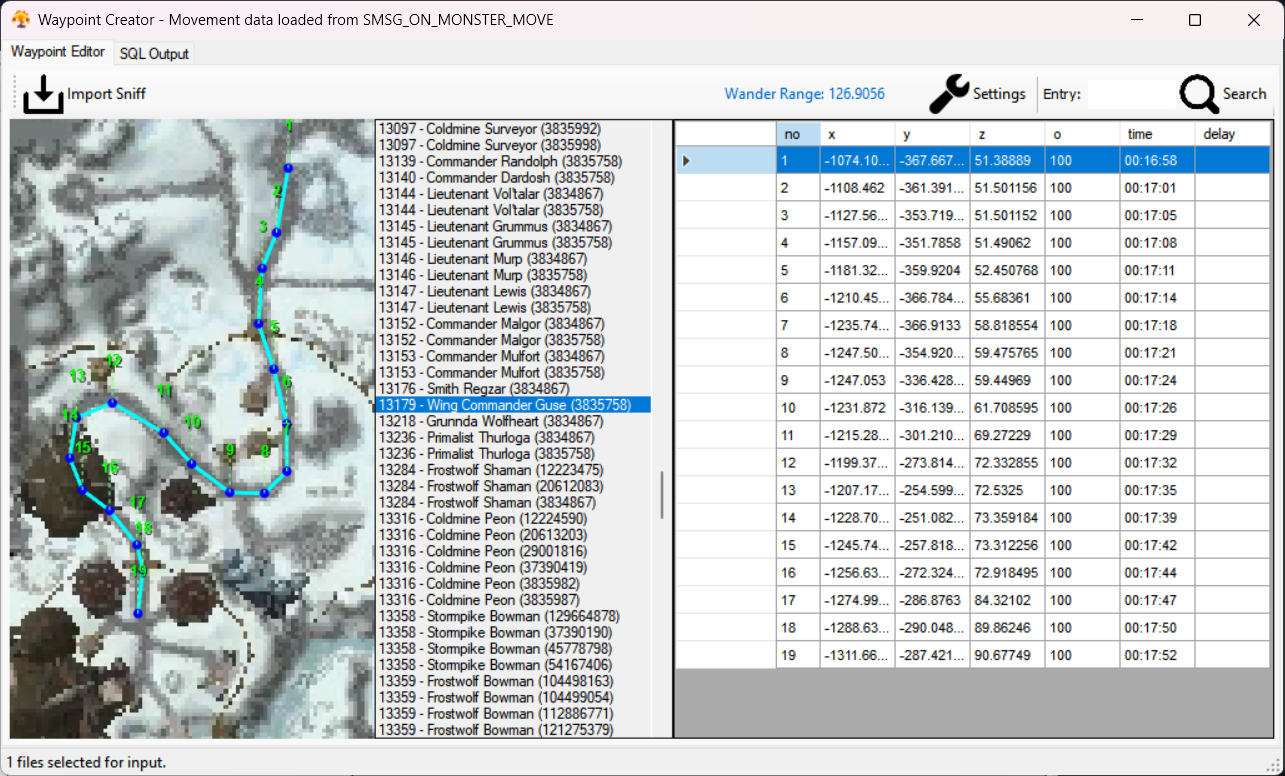 Waypoint Creator - Movement data loaded from SMSG_ON_MONSTER_MOVE
Waypoint Editor SQL Output
Import Sniff Wander Range: 126.9056 Settings Entry: Search
1
2
3
4
5
6
7
8
9
10
11
12
13
14
15
16
17
18
19
13097 - Coldmine Surveyor (3835992)
13097 - Coldmine Surveyor (3835998)
13139 - Commander Randolph (3835758)
13140 - Commander Dardosh (3835758)
13144 - Lieutenant Vol'talar (3834867)
13144 - Lieutenant Vol'talar (3835758)
13145 - Lieutenant Grummus (3834867)
13145 - Lieutenant Grummus (3835758)
13146 - Lieutenant Murp (3834867)
13146 - Lieutenant Murp (3835758)
13147 - Lieutenant Lewis (3834867)
13147 - Lieutenant Lewis (3835758)
13152 - Commander Malgor (3834867)
13152 - Commander Malgor (3835758)
13153 - Commander Mulfort (3834867)
13153 - Commander Mulfort (3835758)
13176 - Smith Regzar (3834867)
13179 - Wing Commander Guse (3835758)
13218 - Grunnda Wolfheart (3834867)
13236 - Primalist Thurloga (3834867)
13236 - Primalist Thurloga (3835758)
13284 - Frostwolf Shaman (12223475)
13284 - Frostwolf Shaman (20612083)
13284 - Frostwolf Shaman (3834867)
13316 - Coldmine Peon (12224590)
13316 - Coldmine Peon (20613203)
13316 - Coldmine Peon (29001816)
13316 - Coldmine Peon (37390419)
13316 - Coldmine Peon (3835982)
13316 - Coldmine Peon (3835987)
13358 - Stormpike Bowman (129664878)
13358 - Stormpike Bowman (37390190)
13358 - Stormpike Bowman (45778798)
13358 - Stormpike Bowman (54167406)
13359 - Frostwolf Bowman (104498163)
13359 - Frostwolf Bowman (104499054)
13359 - Frostwolf Bowman (112886771)
13359 - Frostwolf Bowman (121275379)
no x y z o time delay
1 -1074.10... -367.667... 51.38889 100 00:16:58
2 -1108.462 -361.391... 51.501156 100 00:17:01
3 -1127.56... -353.719... 51.501152 100 00:17:05
4 -1157.09... -351.7858 51.49062 100 00:17:08
5 -1181.32... -359.9204 52.450768 100 00:17:11
6 -1210.45... -366.784... 55.68361 100 00:17:14
7 -1235.74... -366.9133 58.818554 100 00:17:18
8 -1247.50... -354.920... 59.475765 100 00:17:21
9 -1247.053 -336.428... 59.44969 100 00:17:24
10 -1231.872 -316.139... 61.708595 100 00:17:26
11 -1215.28... -301.210... 69.27229 100 00:17:29
12 -1199.37... -273.814... 72.332855 100 00:17:32
13 -1207.17... -254.599... 72.5325 100 00:17:35
14 -1228.70... -251.082... 73.359184 100 00:17:39
15 -1245.74... -257.818... 73.312256 100 00:17:42
16 -1256.63... -272.324... 72.918495 100 00:17:44
17 -1274.99... -286.8763 84.32102 100 00:17:47
18 -1288.63... -290.048... 89.86246 100 00:17:50
19 -1311.66... -287.421... 90.67749 100 00:17:52
1 files selected for input.